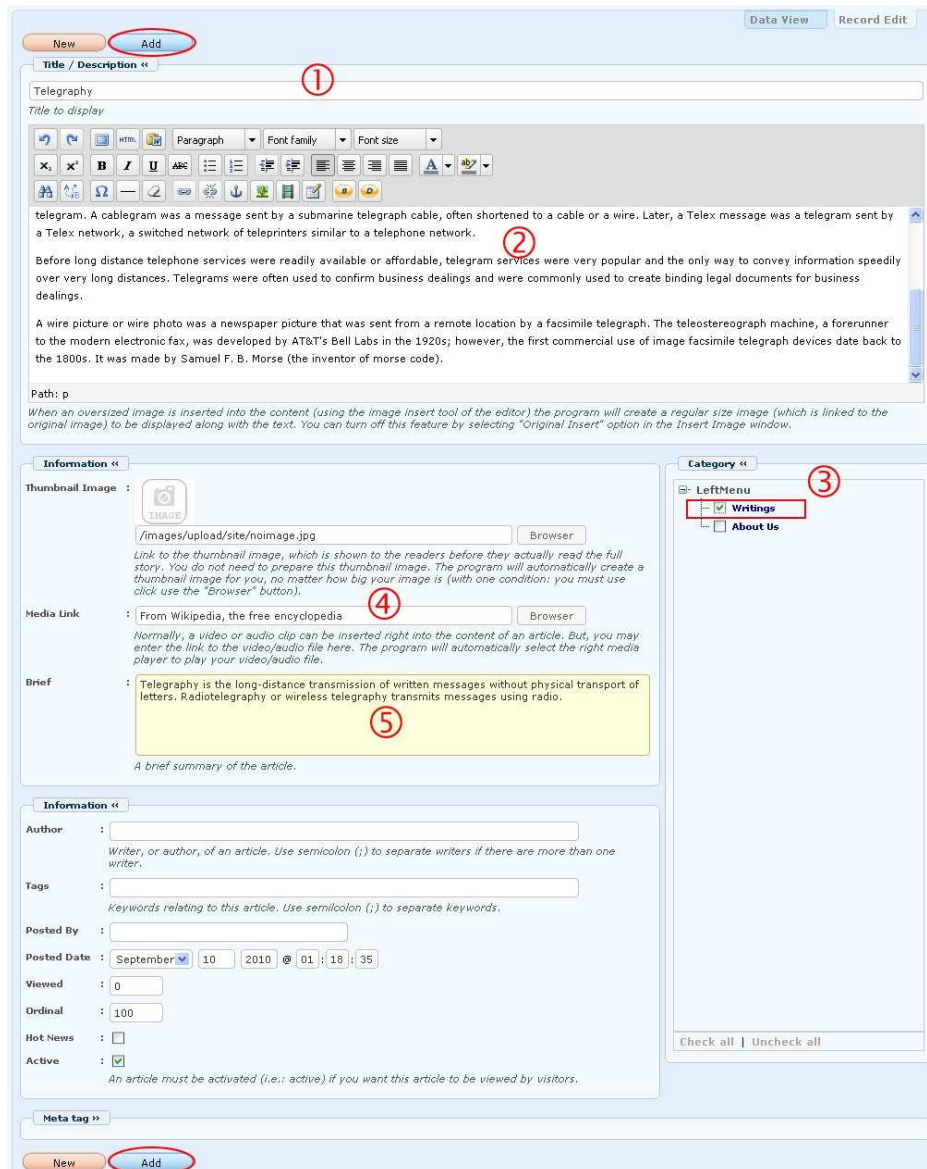 Data View Record Edit
New Add
Title / Description «
①
Telegraphy
Title to display
HTML Paragraph Font family Font size
telegram. A cablegram was a message sent by a submarine telegraph cable, often shortened to a cable or a wire. Later, a Telex message was a telegram sent by
a Telex network, a switched network of teleprinters similar to a telephone network.
②
Before long distance telephone services were readily available or affordable, telegram services were very popular and the only way to convey information speedily
over very long distances. Telegrams were often used to confirm business dealings and were commonly used to create binding legal documents for business
dealings.
A wire picture or wire photo was a newspaper picture that was sent from a remote location by a facsimile telegraph. The teleostereograph machine, a forerunner
to the modern electronic fax, was developed by AT&T's Bell Labs in the 1920s; however, the first commercial use of image facsimile telegraph devices date back to
the 1800s. It was made by Samuel F. B. Morse (the inventor of morse code).
Path: p
When an oversized image is inserted into the content (using the image insert tool of the editor) the program will create a regular size image (which is linked to the
original image) to be displayed along with the text. You can turn off this feature by selecting "Original Insert" option in the Insert Image window.
Information «
Thumbnail Image :
IMAGE
/images/upload/site/noimage.jpg Browser
Link to the thumbnail image, which is shown to the readers before they actually read the full
story. You do not need to prepare this thumbnail image. The program will automatically create a
thumbnail image for you, no matter how big your image is (with one condition: you must use
click use the "Browser" button).
④
Media Link : From Wikipedia, the free encyclopedia Browser
Normally, a video or audio clip can be inserted right into the content of an article. But, you may
enter the link to the video/audio file here. The program will automatically select the right media
player to play your video/audio file.
Brief : Telegraphy is the long-distance transmission of written messages without physical transport of
letters. Radiotelegraphy or wireless telegraphy transmits messages using radio.
⑤
A brief summary of the article.
Category «
③
LeftMenu
Writings
About Us
Check all | Uncheck all
Information «
Author :
Writer, or author, of an article. Use semicolon (;) to separate writers if there are more than one
writer.
Tags :
Keywords relating to this article. Use semilcolon (;) to separate keywords.
Posted By :
Posted Date : September 10 2010 @ 01 : 18 : 35
Viewed : 0
Ordinal : 100
Hot News :
Active :
An article must be activated (i.e.: active) if you want this article to be viewed by visitors.
Meta tag »
New Add